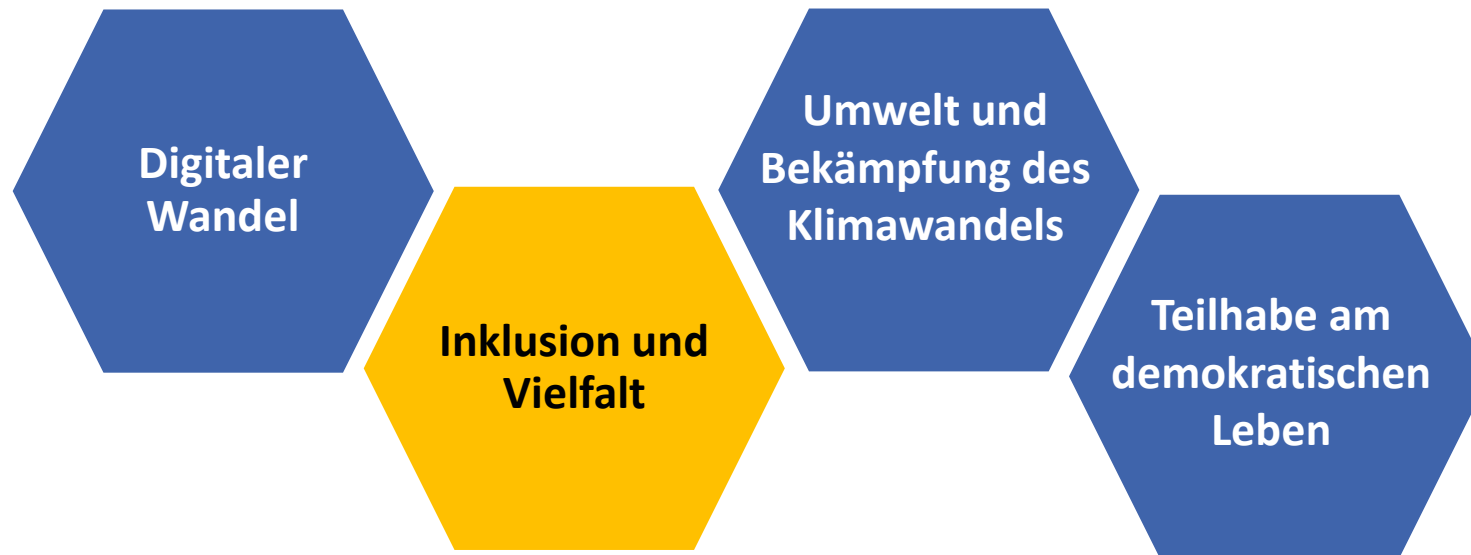 Digitaler
Wandel
Inklusion und
Vielfalt
Umwelt und
Bekämpfung des
Klimawandels
Teilhabe am
demokratischen
Leben